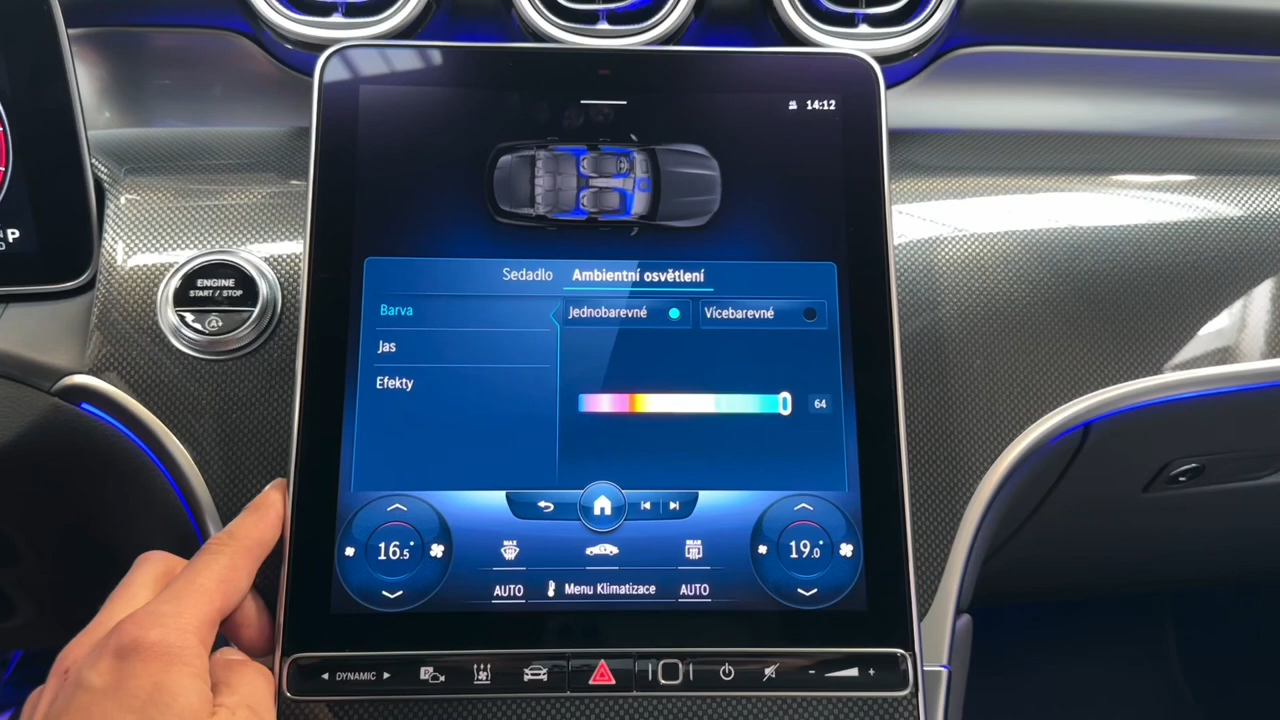 14:12
Sedadlo Ambientní osvětlení
Barva
Jednobarevné Vícebarevné
Jas
Efekty
64
P
ENGINE
START / STOP
A
MAX
REAR
16.5°
19.0°
AUTO Menu Klimatizace AUTO
◄ DYNAMIC ►
P
- +